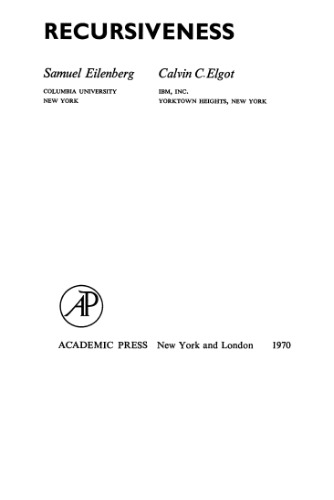 RECURSIVENESS
Samuel Eilenberg Calvin C. Elgot
COLUMBIA UNIVERSITY IBM, INC.
NEW YORK YORKTOWN HEIGHTS, NEW YORK
AP
ACADEMIC PRESS New York and London 1970